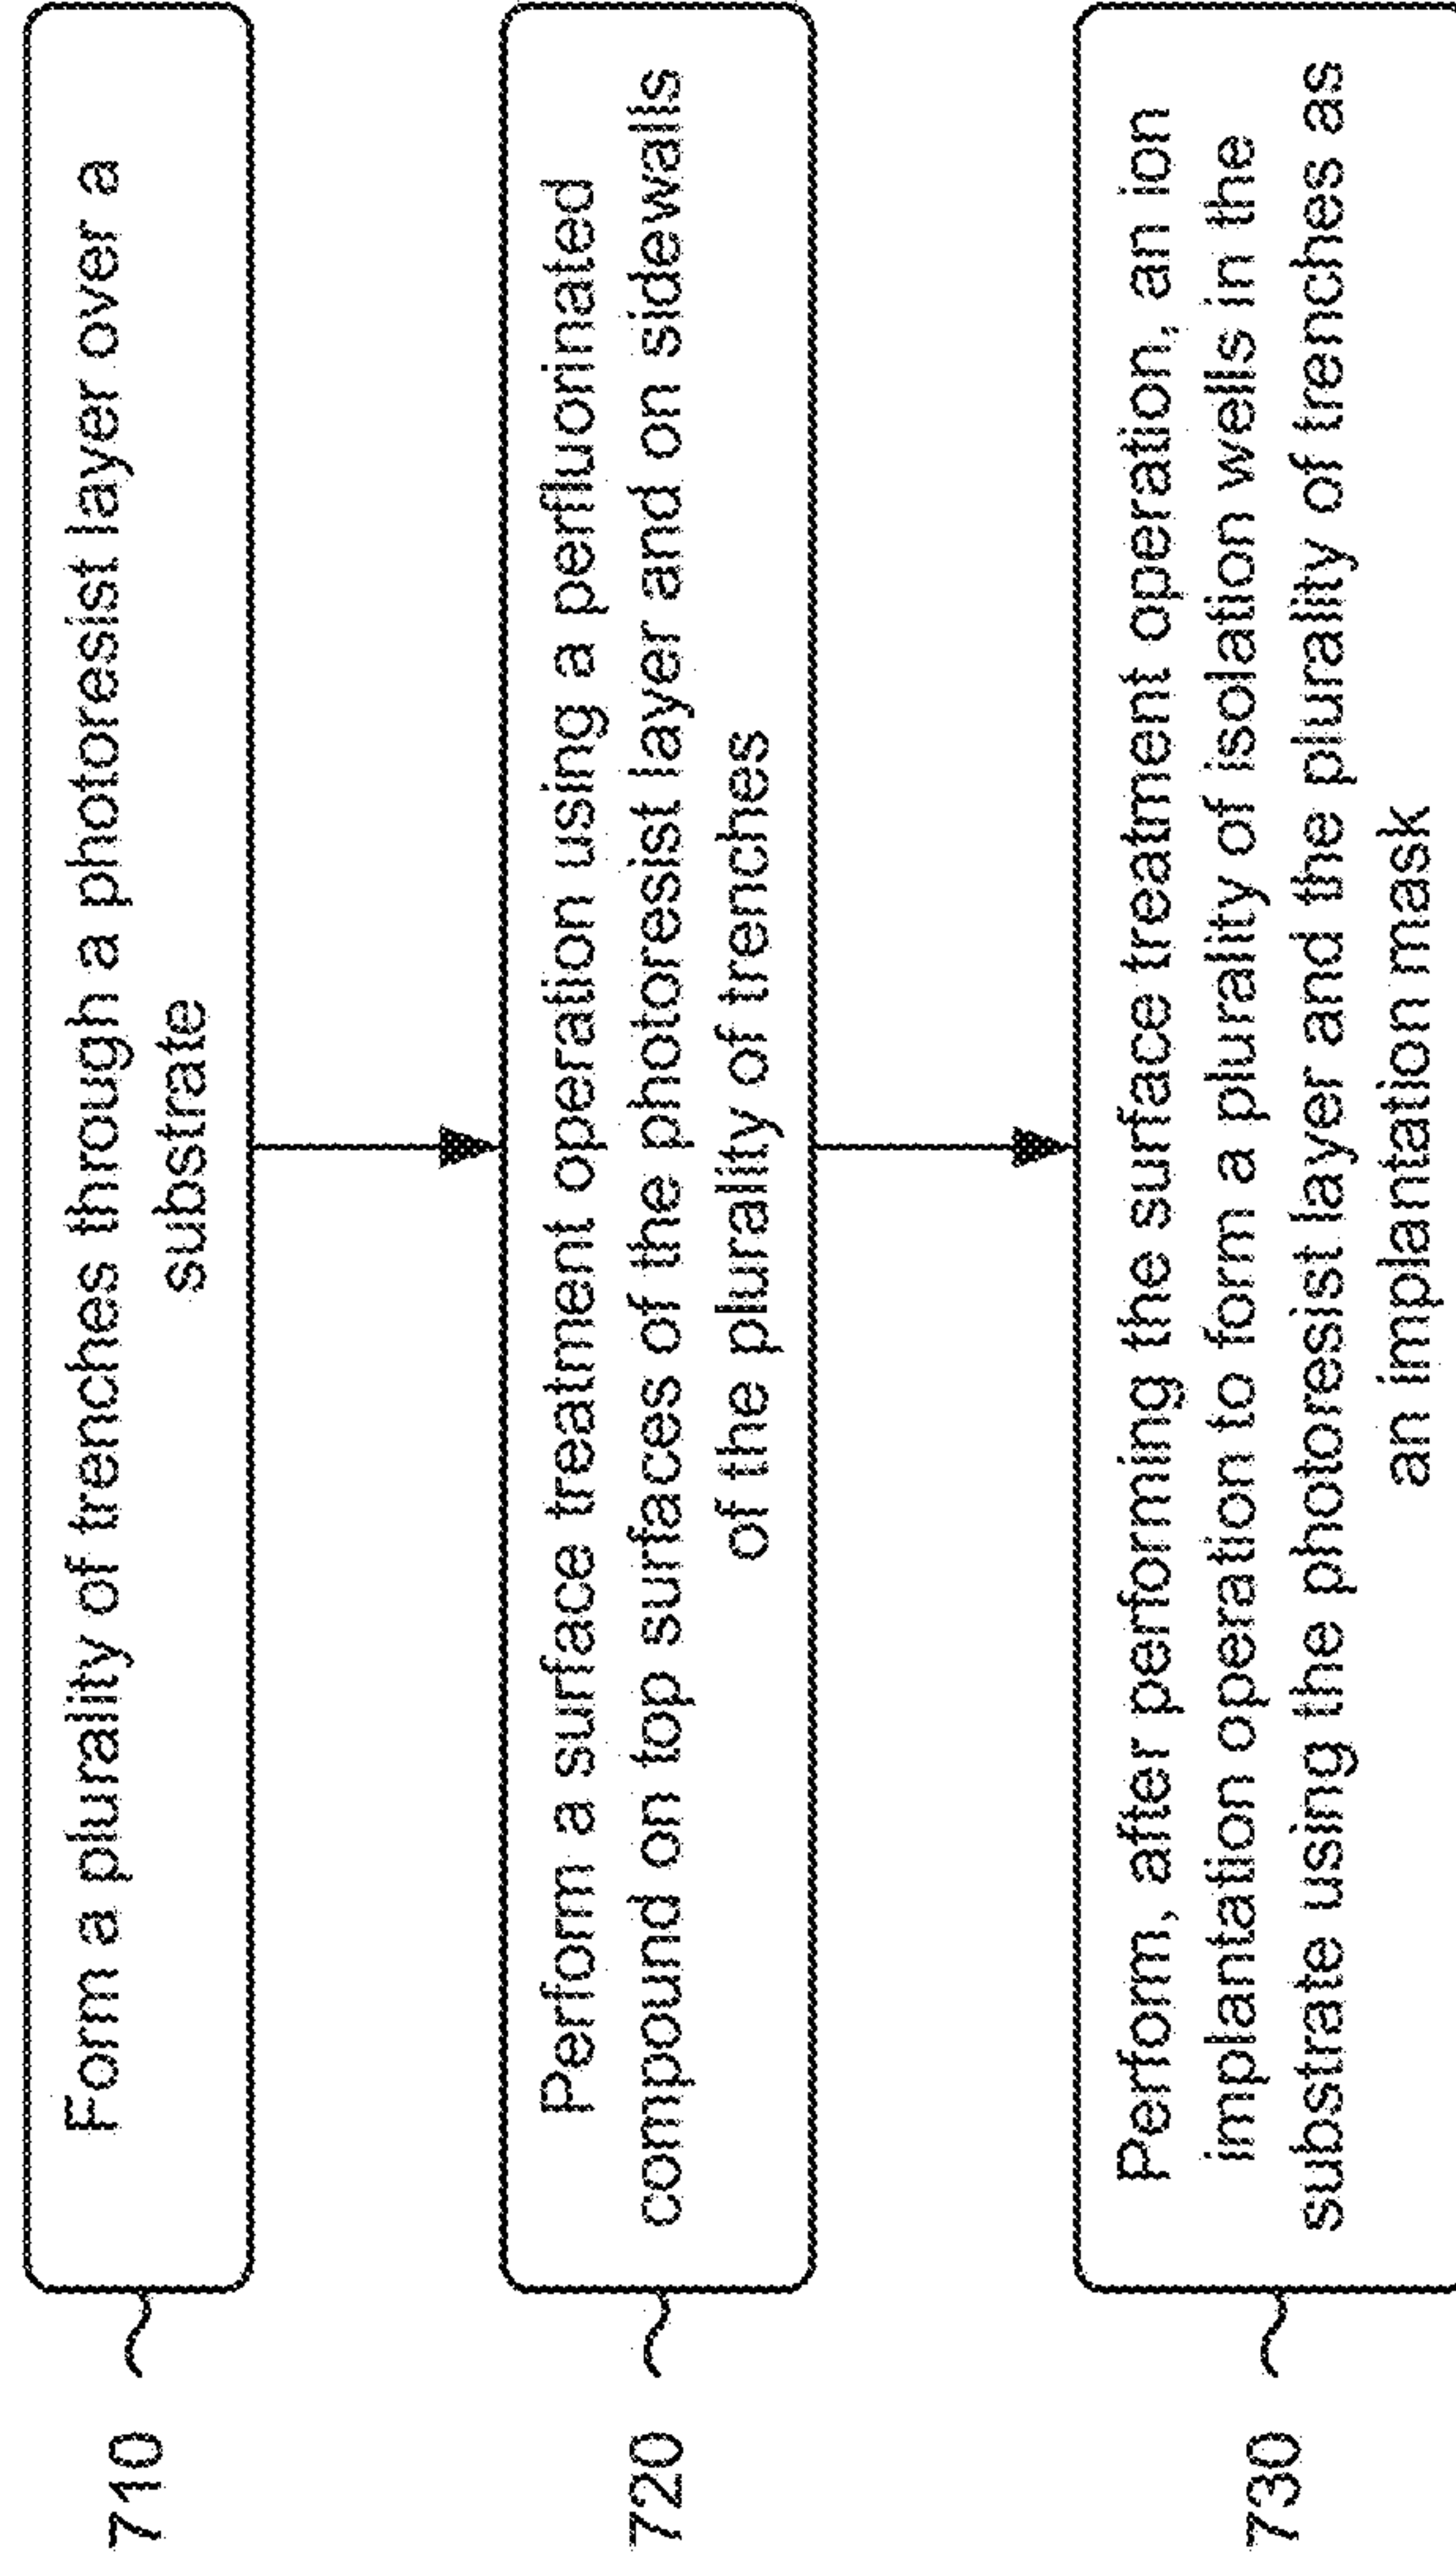 710
Form a plurality of trenches through a photoresist layer over a
substrate
720
Perform a surface treatment operation using a perfluorinated
compound on top surfaces of the photoresist layer and on sidewalls
of the plurality of trenches
730
Perform, after performing the surface treatment operation, an ion
implantation operation to form a plurality of isolation wells in the
substrate using the photoresist layer and the plurality of trenches as
an implantation mask